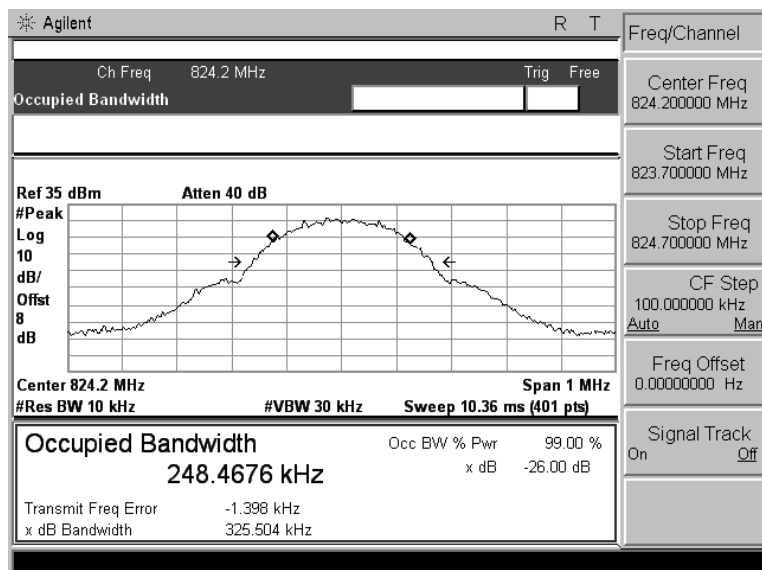 Agilent R T
Ch Freq 824.2 MHz Trig Free
Occupied Bandwidth
Ref 35 dBm Atten 40 dB
#Peak
Log
10
dB/
Offst
8
dB
Center 824.2 MHz Span 1 MHz
#Res BW 10 kHz #VBW 30 kHz Sweep 10.36 ms (401 pts)
Occupied Bandwidth Occ BW % Pwr 99.00 %
248.4676 kHz x dB -26.00 dB
Transmit Freq Error -1.398 kHz
x dB Bandwidth 325.504 kHz
Freq/Channel
Center Freq
824.200000 MHz
Start Freq
823.700000 MHz
Stop Freq
824.700000 MHz
CF Step
100.000000 kHz
Auto Man
Freq Offset
0.00000000 Hz
Signal Track
On Off